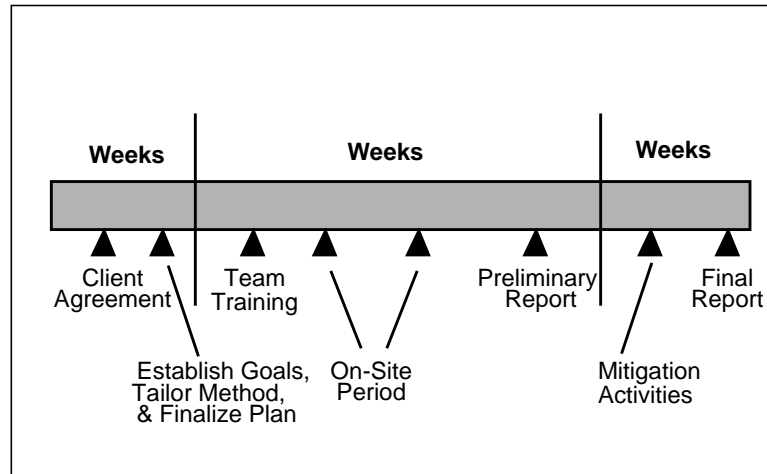 Weeks
Weeks
Weeks
Client
Agreement
Team
Training
Preliminary
Report
Final
Report
Establish Goals,
Tailor Method,
& Finalize Plan
On-Site
Period
Mitigation
Activities